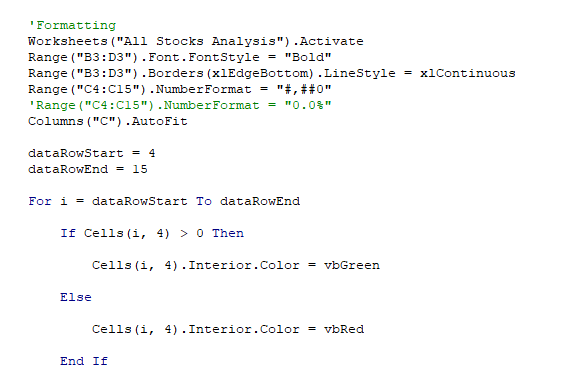 'Formatting
Worksheets("All Stocks Analysis").Activate
Range("B3:D3").Font.FontStyle = "Bold"
Range("B3:D3").Borders(xlEdgeBottom).LineStyle = xlContinuous
Range("C4:C15").NumberFormat = "#,##0"
'Range("C4:C15").NumberFormat = "0.0%"
Columns("C").AutoFit
dataRowStart = 4
dataRowEnd = 15
For i = dataRowStart To dataRowEnd
If Cells(i, 4) > 0 Then
Cells(i, 4).Interior.Color = vbGreen
Else
Cells(i, 4).Interior.Color = vbRed
End If